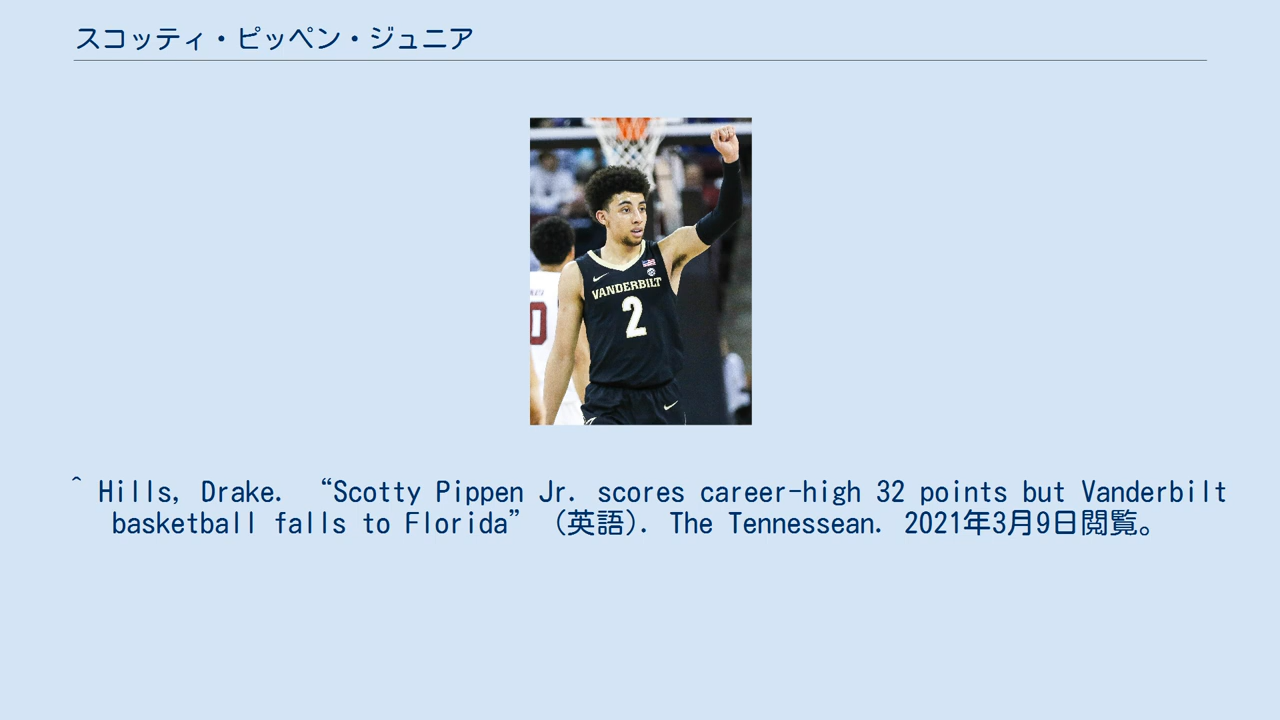 スコッティ・ピッペン・ジュニア
VANDERBILT
2
0
^ Hills, Drake. “Scotty Pippen Jr. scores career-high 32 points but Vanderbilt
basketball falls to Florida” (英語). The Tennessean. 2021年3月9日閲覧。